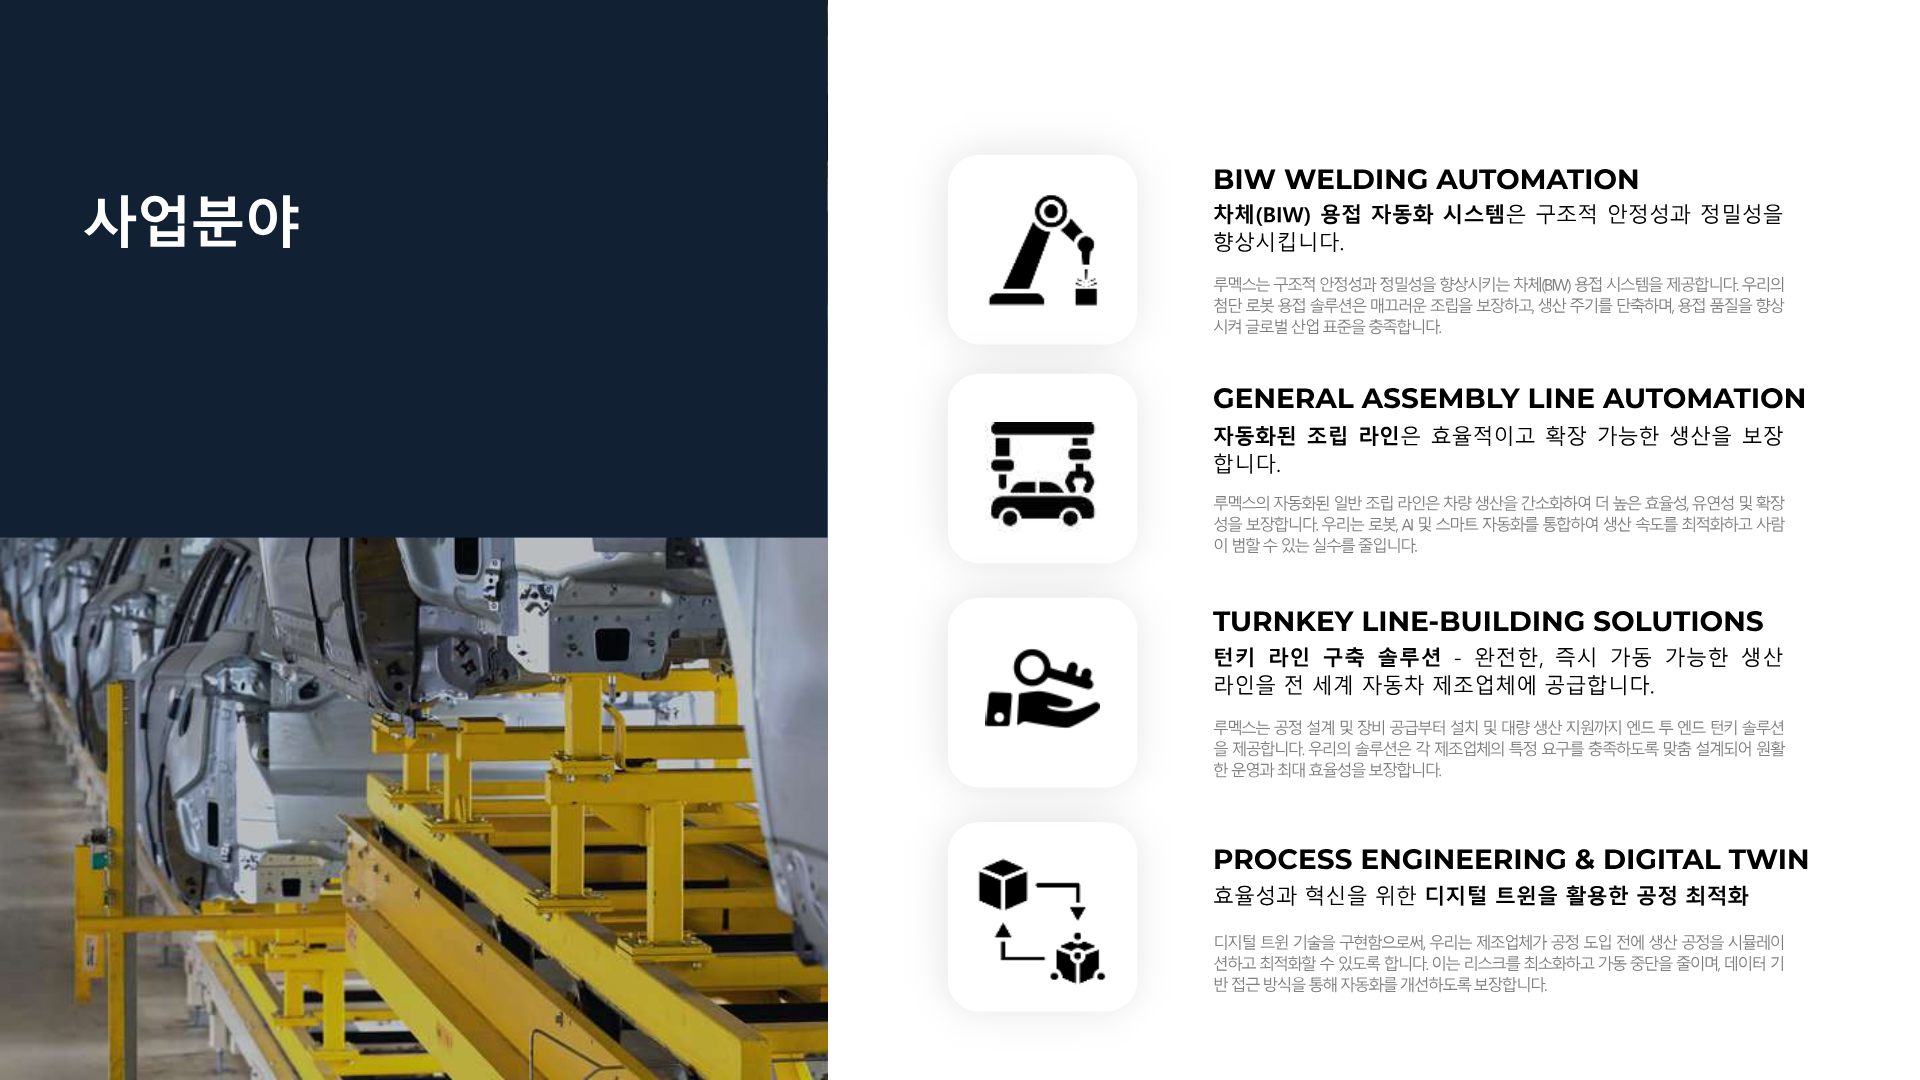 사업분야
BIW WELDING AUTOMATION
차체(BIW) 용접 자동화 시스템은 구조적 안정성과 정밀성을
향상시킵니다.
루멕스는 구조적 안정성과 정밀성을 향상시키는 차체(BIW) 용접 시스템을 제공합니다. 우리의
첨단 로봇 용접 솔루션은 매끄러운 조립을 보장하고, 생산 주기를 단축하며, 용접 품질을 향상
시켜 글로벌 산업 표준을 충족합니다.
GENERAL ASSEMBLY LINE AUTOMATION
자동화된 조립 라인은 효율적이고 확장 가능한 생산을 보장
합니다.
루멕스의 자동화된 일반 조립 라인은 차량 생산을 간소화하여 더 높은 효율성, 유연성 및 확장
성을 보장합니다. 우리는 로봇, AI 및 스마트 자동화를 통합하여 생산 속도를 최적화하고 사람
이 범할 수 있는 실수를 줄입니다.
TURNKEY LINE-BUILDING SOLUTIONS
턴키 라인 구축 솔루션 - 완전한, 즉시 가동 가능한 생산
라인을 전 세계 자동차 제조업체에 공급합니다.
루멕스는 공정 설계 및 장비 공급부터 설치 및 대량 생산 지원까지 엔드 투 엔드 턴키 솔루션
을 제공합니다. 우리의 솔루션은 각 제조업체의 특정 요구를 충족하도록 맞춤 설계되어 원활
한 운영과 최대 효율성을 보장합니다.
PROCESS ENGINEERING & DIGITAL TWIN
효율성과 혁신을 위한 디지털 트윈을 활용한 공정 최적화
디지털 트윈 기술을 구현함으로써, 우리는 제조업체가 공정 도입 전에 생산 공정을 시뮬레이
션하고 최적화할 수 있도록 합니다. 이는 리스크를 최소화하고 가동 중단을 줄이며, 데이터 기
반 접근 방식을 통해 자동화를 개선하도록 보장합니다.